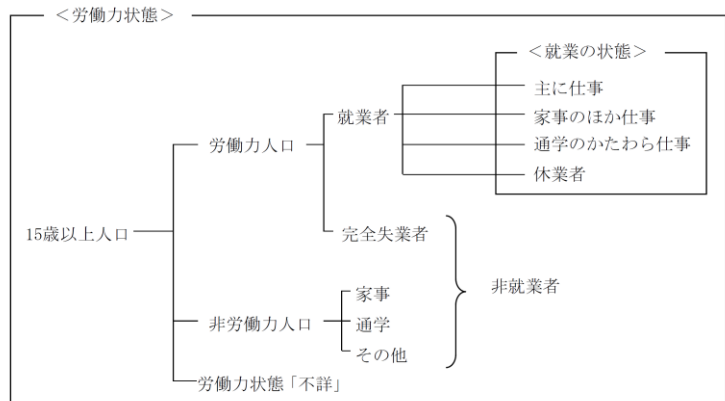 ＜労働力状態＞
＜就業の状態＞
主に仕事
就業者
家事のほか仕事
労働力人口
通学のかたわら仕事
休業者
15歳以上人口
完全失業者
非就業者
家事
非労働力人口
通学
その他
労働力状態「不詳」